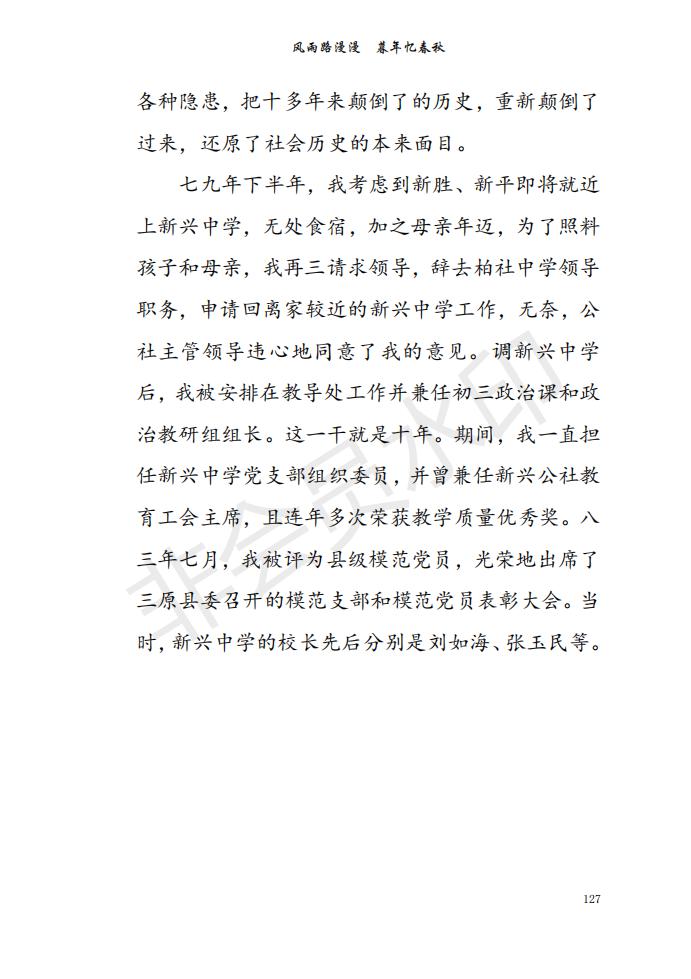 风雨路漫漫　暮年忆春秋
各种隐患，把十多年来颠倒了的历史，重新颠倒了
过来，还原了社会历史的本来面目。
七九年下半年，我考虑到新胜、新平即将就近
上新兴中学，无处食宿，加之母亲年迈，为了照料
孩子和母亲，我再三请求领导，辞去柏社中学领导
职务，申请回离家较近的新兴中学工作，无奈，公
社主管领导违心地同意了我的意见。调新兴中学
后，我被安排在教导处工作并兼任初三政治课和政
治教研组组长。这一干就是十年。期间，我一直担
任新兴中学党支部组织委员，并曾兼任新兴公社教
育工会主席，且连年多次荣获教学质量优秀奖。八
三年七月，我被评为县级模范党员，光荣地出席了
三原县委召开的模范支部和模范党员表彰大会。当
时，新兴中学的校长先后分别是刘如海、张玉民等。
非会员水印
127